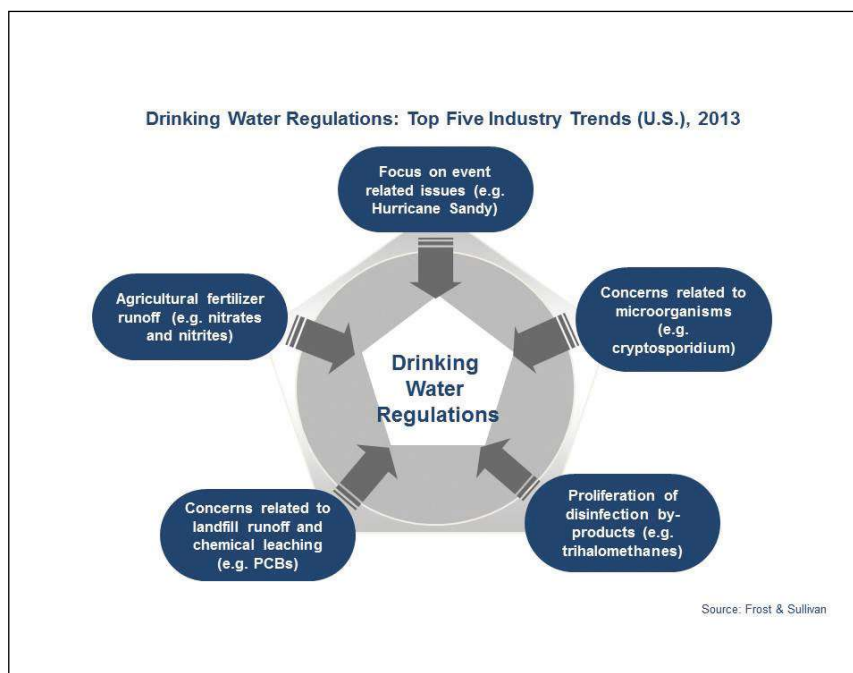 Drinking Water Regulations: Top Five Industry Trends (U.S.), 2013
Focus on event
related issues (e.g.
Hurricane Sandy)
Agricultural fertilizer
runoff (e.g. nitrates
and nitrites)
Concerns related to
microorganisms
(e.g.
cryptosporidium)
Drinking
Water
Regulations
Concerns related to
landfill runoff and
chemical leaching
(e.g. PCBs)
Proliferation of
disinfection by-
products (e.g.
trihalomethanes)
Source: Frost & Sullivan